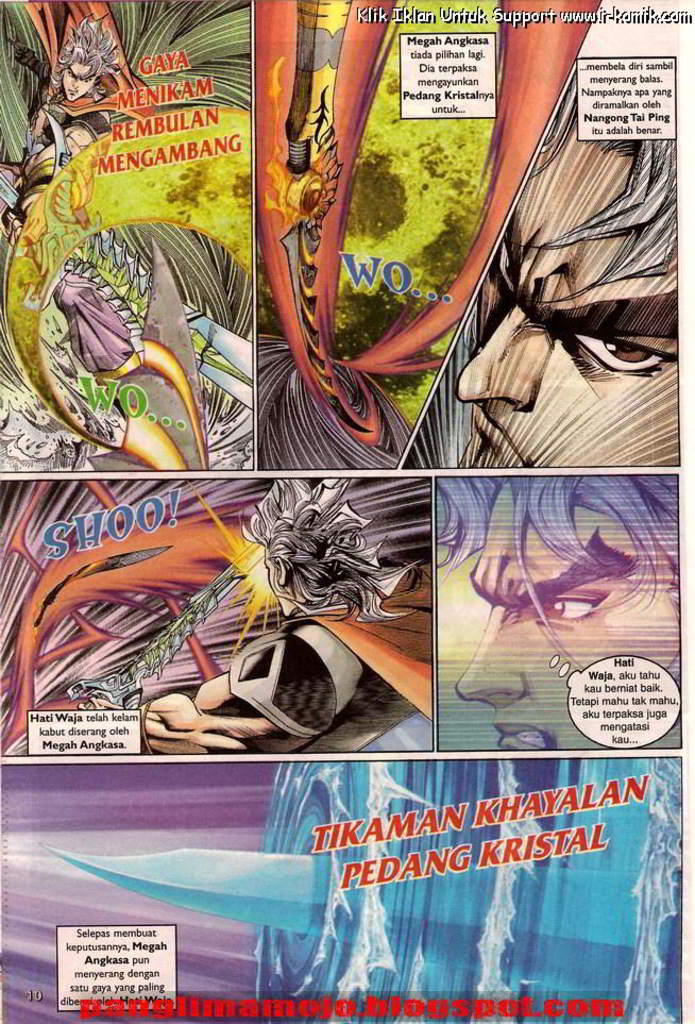 Klik Iklan Untuk Support www.i-komik.com
GAYA
MENIKAM
REMBULAN
MENGAMBANG
WO...
Megah Angkasa
tiada pilihan lagi.
Dia terpaksa
mengayunkan
Pedang Kristalnya
untuk...
WO...
...membela diri sambil
menyerang balas.
Nampaknya apa yang
diramalkan oleh
Nangong Tai Ping
itu adalah benar.
SHOO!
Hati Waja telah kelam
kabut diserang oleh
Megah Angkasa.
Hati
Waja, aku tahu
kau berniat baik.
Tetapi mahu tak mahu,
aku terpaksa juga
mengatasi
kau...
TIKAMAN KHAYALAN
PEDANG KRISTAL
Selepas membuat
keputusannya, Megah
Angkasa pun
menyerang dengan
satu gaya yang paling
oleh Hati Waja
10
panglimamojo.blogspot.com